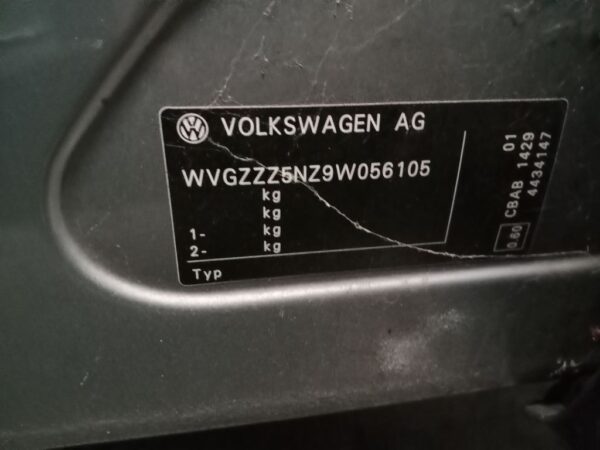 VOLKSWAGEN AG
WVGZZZ5NZ9W056105
kg
kg
1- kg
2- kg
Typ
01
CBAB 1429
4434147
0.60